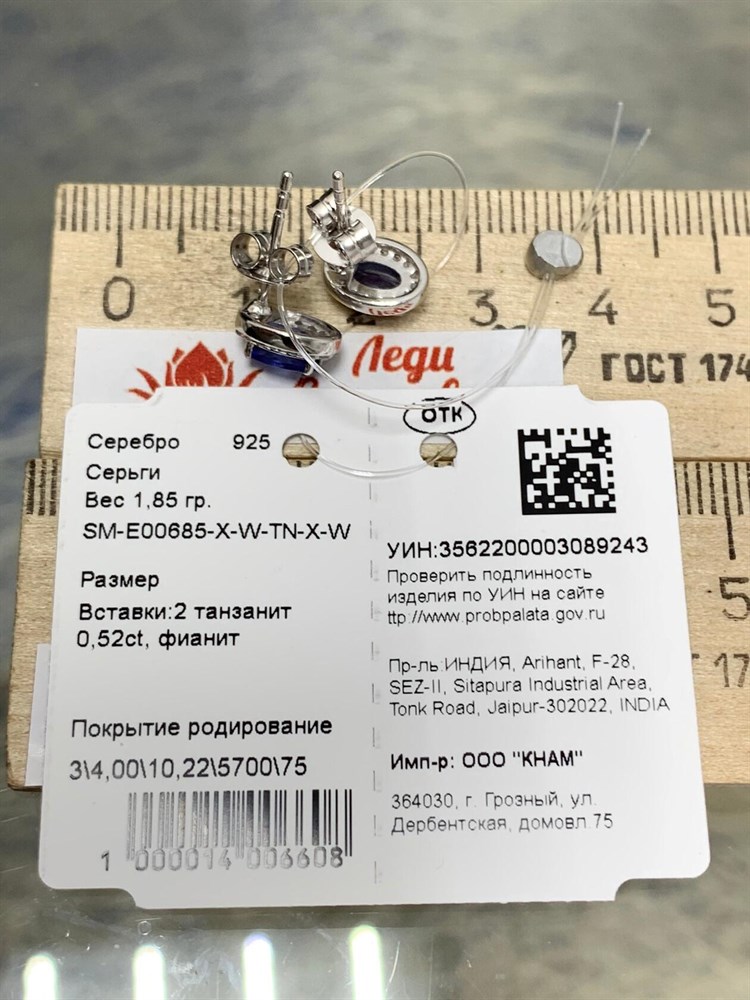 0 1 3 4 5
ГОСТ 174
Леди
ОТК
Серебро 925
Серьги
Вес 1,85 гр.
SM-E00685-X-W-TN-X-W
Размер
Вставки:2 танзанит
0,52ct, фианит
Покрытие родирование
3\4,00\10,22\5700\75
1 000014 006608
УИН:3562200003089243
Проверить подлинность
изделия по УИН на сайте
ttp://www.probpalata.gov.ru
Пр-ль:ИНДИЯ, Arihant, F-28,
SEZ-II, Sitapura Industrial Area,
Tonk Road, Jaipur-302022, INDIA
Имп-р: ООО "КНАМ"
364030, г. Грозный, ул.
Дербентская, домовл.75
5
17